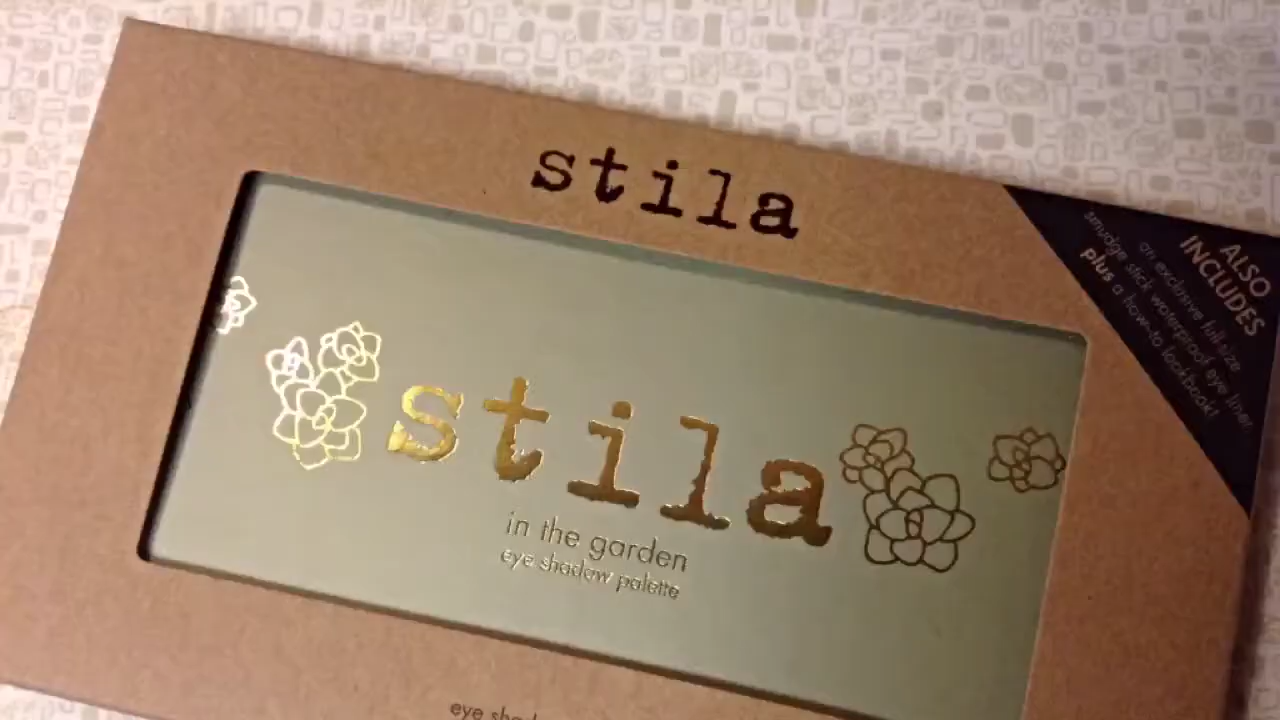 stila
ALSO
INCLUDES
an exclusive full-size
smudge stick waterproof eye liner,
plus a how-to lookbook!
stila
in the garden
eye shadow palette
eye